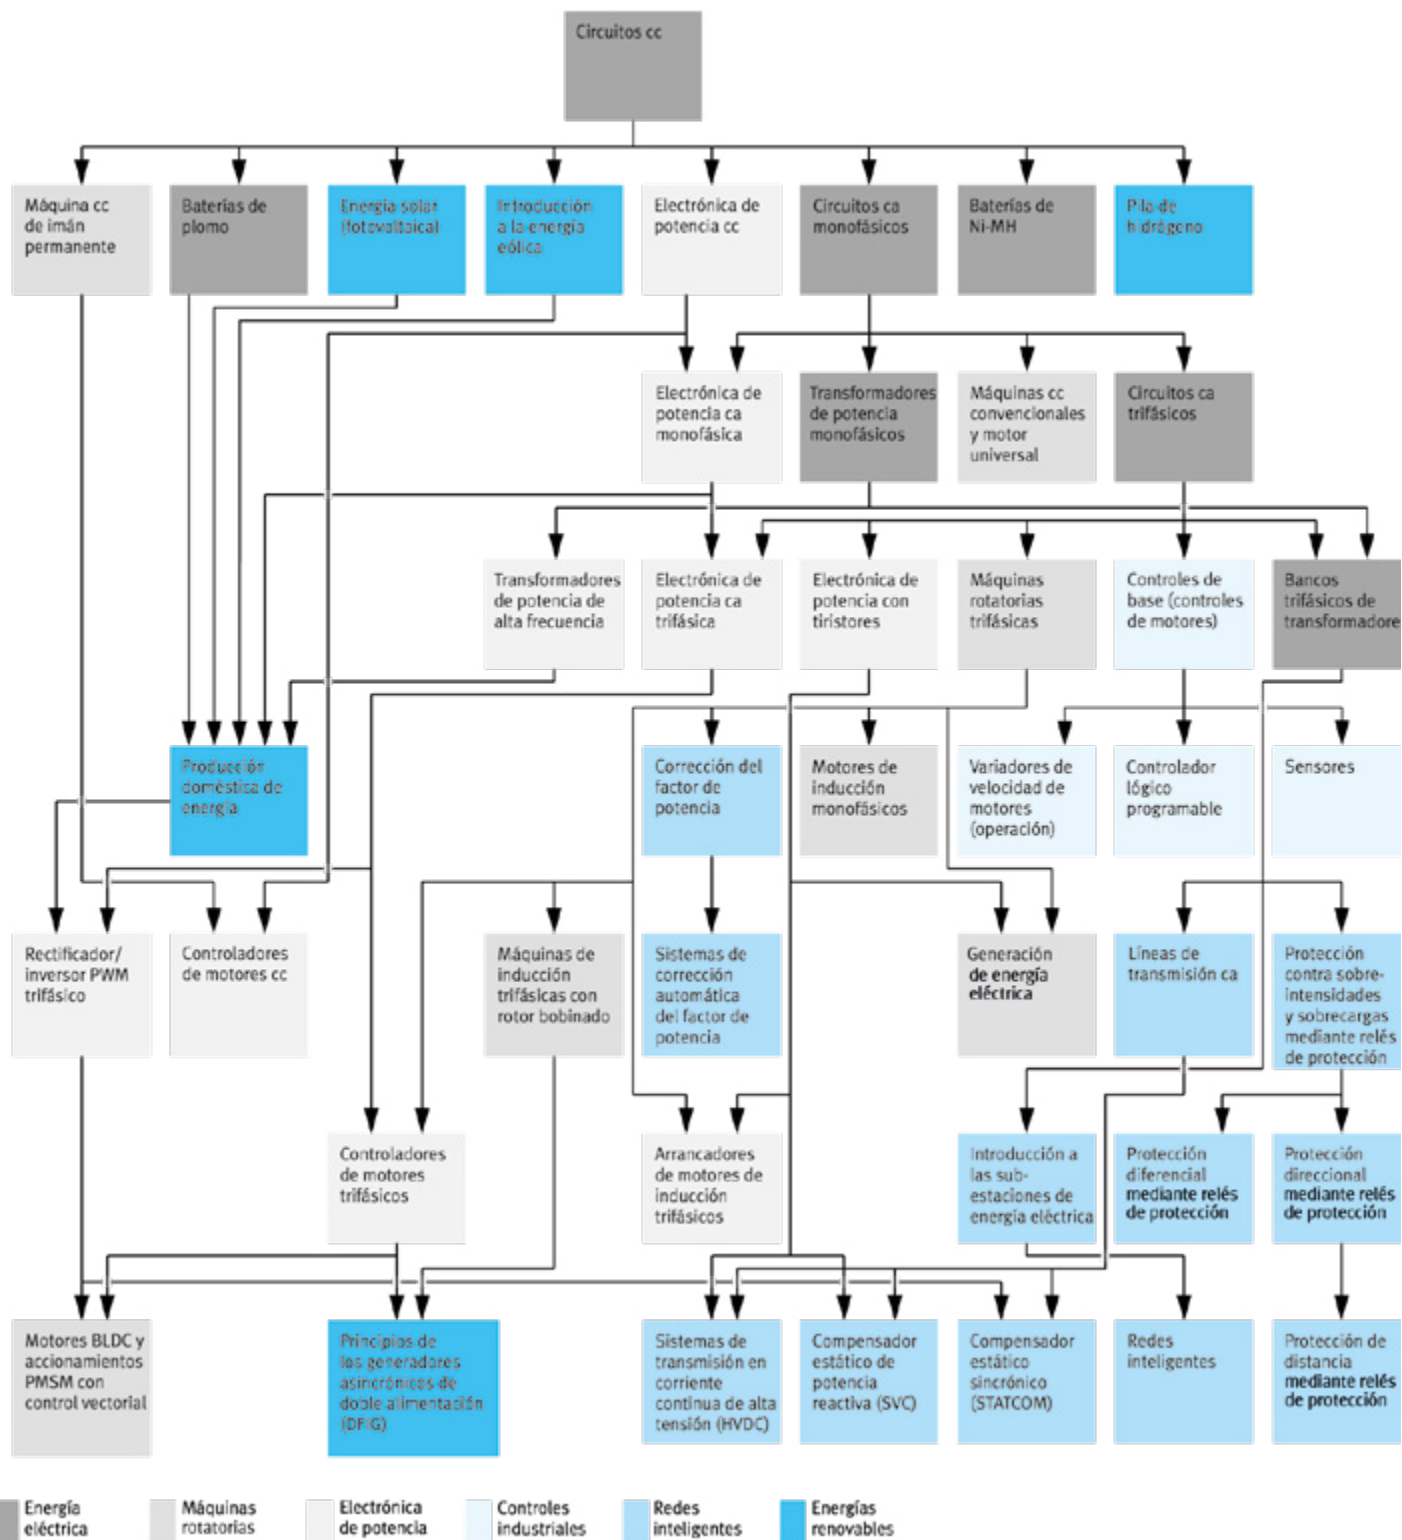 Circuitos cc
Máquina cc
de imán
permanente
Baterías de
plomo
Energía solar
(fotovoltaica)
Introducción
a la energía
eólica
Electrónica de
potencia cc
Circuitos ca
monofásicos
Baterías de
Ni-MH
Pila de
hidrógeno
Electrónica de
potencia ca
monofásica
Transformadores
de potencia
monofásicos
Máquinas cc
convencionales
y motor
universal
Circuitos ca
trifásicos
Transformadores
de potencia de
alta frecuencia
Electrónica de
potencia ca
trifásica
Electrónica de
potencia con
tiristores
Máquinas
rotatorias
trifásicas
Controles de
base (controles
de motores)
Bancos
trifásicos de
transformadore
Producción
doméstica de
energía
Corrección del
factor de
potencia
Motores de
inducción
monofásicos
Variadores de
velocidad de
motores
(operación)
Controlador
lógico
programable
Sensores
Rectificador/
inversor PWM
trifásico
Controladores
de motores cc
Máquinas de
inducción
trifásicas con
rotor bobinado
Sistemas de
corrección
automática
del factor de
potencia
Generación
de energía
eléctrica
Líneas de
transmisión ca
Protección
contra sobre-
intensidades
y sobrecargas
mediante relés
de protección
Controladores
de motores
trifásicos
Arrancadores
de motores de
inducción
trifásicos
Introducción a
las sub-
estaciones de
energía eléctrica
Protección
diferencial
mediante relés
de protección
Protección
direccional
mediante relés
de protección
Motores BLDC y
accionamientos
PMSM con
control vectorial
Principios de
los generadores
asincrónicos de
doble alimentación
(DFIG)
Sistemas de
transmisión en
corriente
continua de alta
tensión (HVDC)
Compensador
estático de
potencia
reactiva (SVC)
Compensador
estático
sincrónico
(STATCOM)
Redes
inteligentes
Protección de
distancia
mediante relés
de protección
Energía
eléctrica
Máquinas
rotatorias
Electrónica
de potencia
Controles
industriales
Redes
inteligentes
Energías
renovables